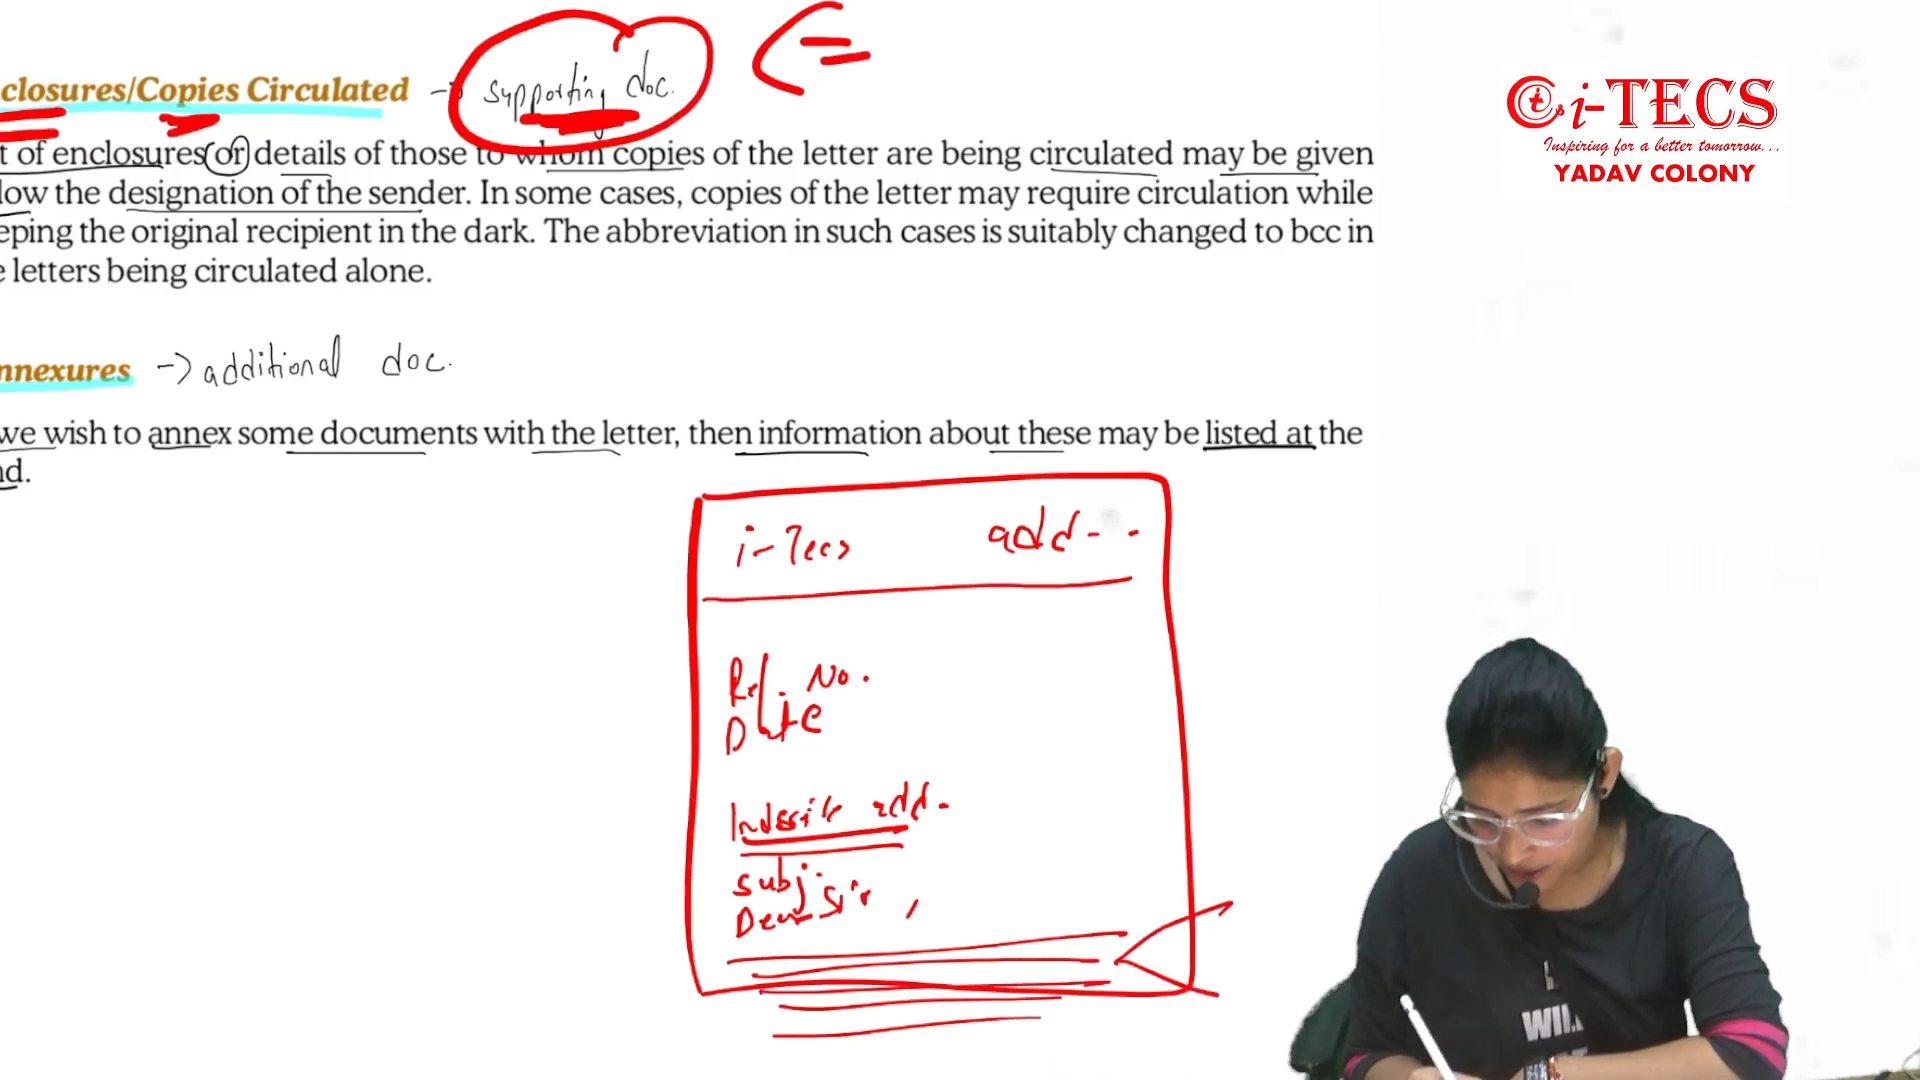 closures/Copies Circulated → supporting doc.
t of enclosures (or) details of those to whom copies of the letter are being circulated may be given
low the designation of the sender. In some cases, copies of the letter may require circulation while
eping the original recipient in the dark. The abbreviation in such cases is suitably changed to bcc in
e letters being circulated alone.
nnexures → additional doc.
we wish to annex some documents with the letter, then information about these may be listed at the
nd.
i-Tecs add--
Ref. No.
Date
add.
Subj.
Dear Sir,
i-TECS
Inspiring for a better tomorrow...
YADAV COLONY
I
WILL